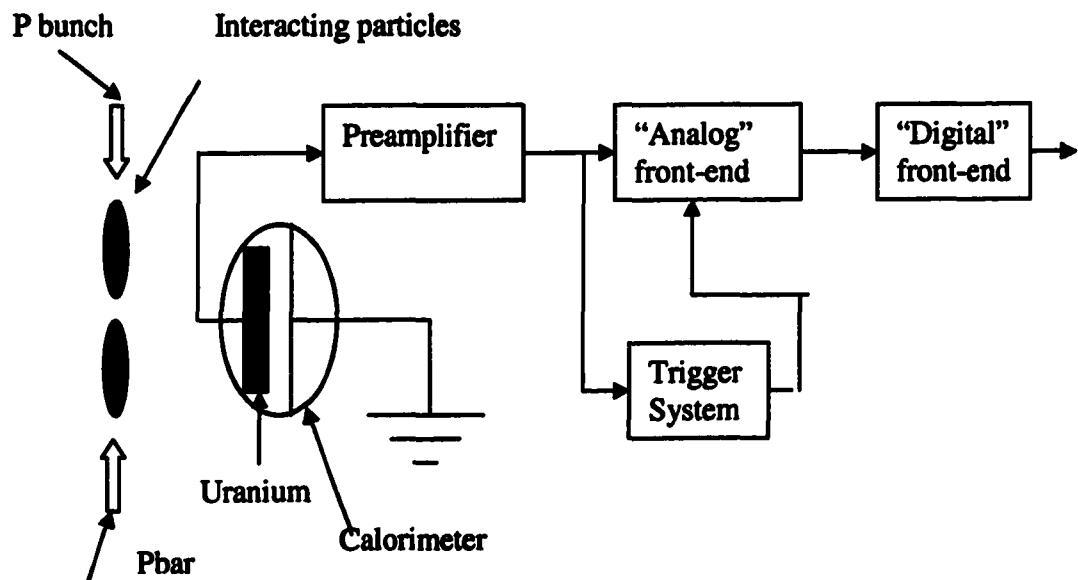 P bunch
Interacting particles
Preamplifier
“Analog”
front-end
“Digital”
front-end
Trigger
System
Uranium
Calorimeter
Pbar